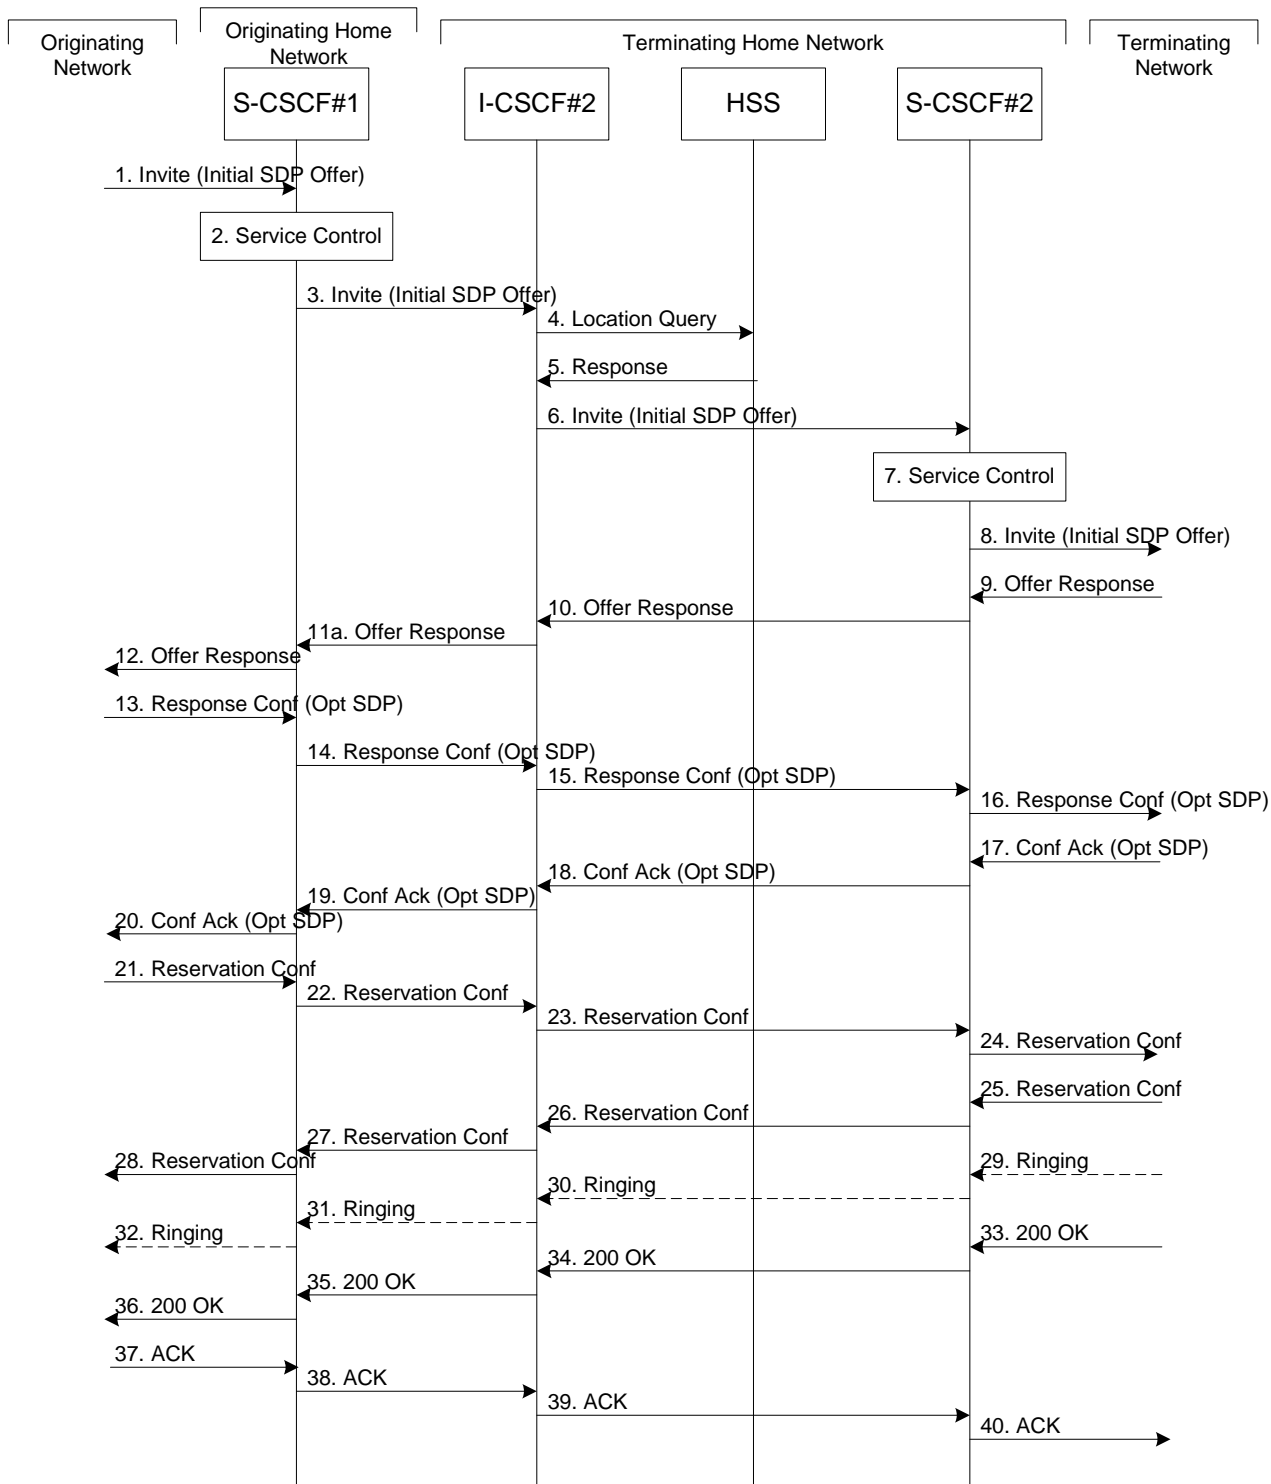 Originating
Network
Originating Home
Network
Terminating Home Network
Terminating
Network
S-CSCF#1
I-CSCF#2
HSS
S-CSCF#2
1. Invite (Initial SDP Offer)
2. Service Control
3. Invite (Initial SDP Offer)
4. Location Query
5. Response
6. Invite (Initial SDP Offer)
7. Service Control
8. Invite (Initial SDP Offer)
9. Offer Response
10. Offer Response
11a. Offer Response
12. Offer Response
13. Response Conf (Opt SDP)
14. Response Conf (Opt SDP)
15. Response Conf (Opt SDP)
16. Response Conf (Opt SDP)
17. Conf Ack (Opt SDP)
18. Conf Ack (Opt SDP)
19. Conf Ack (Opt SDP)
20. Conf Ack (Opt SDP)
21. Reservation Conf
22. Reservation Conf
23. Reservation Conf
24. Reservation Conf
25. Reservation Conf
26. Reservation Conf
27. Reservation Conf
28. Reservation Conf
29. Ringing
30. Ringing
31. Ringing
32. Ringing
33. 200 OK
34. 200 OK
35. 200 OK
36. 200 OK
37. ACK
38. ACK
39. ACK
40. ACK